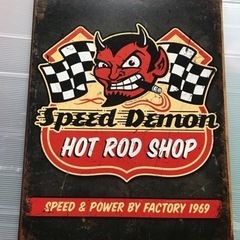 Speed Demon
HOT ROD SHOP
SPEED & POWER BY FACTORY 1969